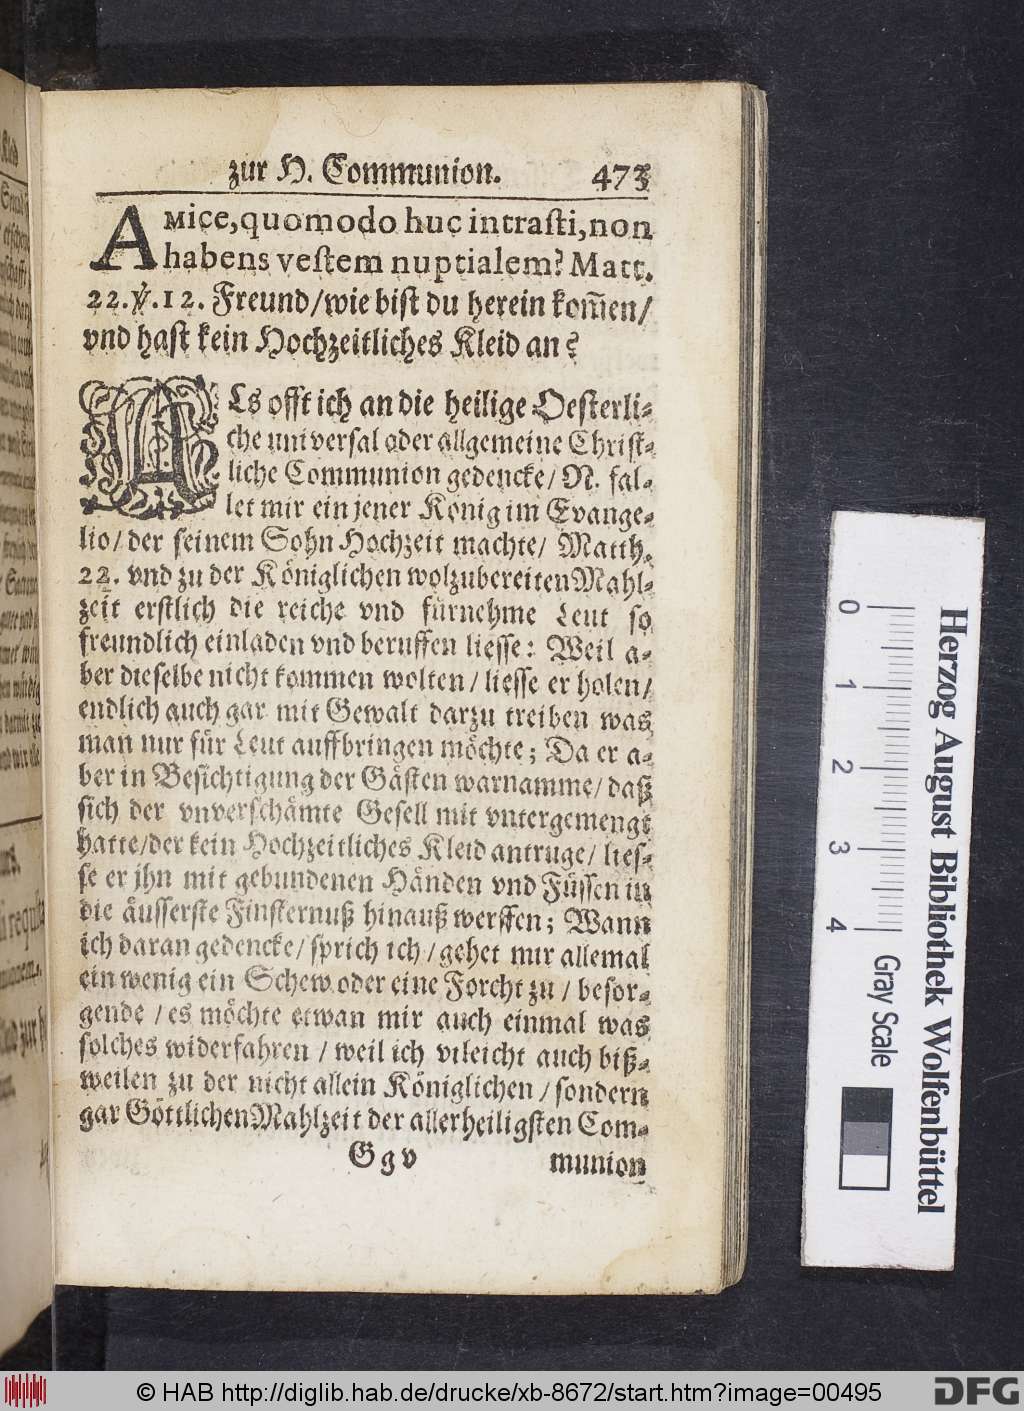 zur H. Communion. 473
AMice, quomodo huc intrasti, non
habens vestem nuptialem? Matt.
22. ℣. 12. Freund / wie bist du herein kom̄en /
vnd hast kein Hochzeitliches Kleid an?
ALs offt ich an die heilige Oesterli-
che universal oder allgemeine Christ-
liche Communion gedencke / N. fal-
let mir ein jener König im Evange-
lio / der seinem Sohn Hochzeit machte / Matth.
22. vnd zu der Königlichen wolzubereiten Mahl-
zeit erstlich die reiche vnd fürnehme Leut so
freundlich einladen vnd beruffen liesse: Weil a-
ber dieselbe nicht kommen wolten / liesse er holen /
endlich auch gar mit Gewalt darzu treiben was
man nur für Leut auffbringen möchte; Da er a-
ber in Besichtigung der Gästen warnamme / daß
sich der vnverschämte Gesell mit vntergemengt
hatte / der kein Hochzeitliches Kleid antruge / lies-
se er jhn mit gebundenen Händen vnd Füssen in
die äusserste Finsternuß hinauß werffen; Wann
ich daran gedencke / sprich ich / gehet mir allemal
ein wenig ein Schew oder eine Forcht zu / besor-
gende / es möchte etwan mir auch einmal was
solches widerfahren / weil ich vileicht auch biß-
weilen zu der nicht allein Königlichen / sondern
gar Göttlichen Mahlzeit der allerheiligsten Com-
Gg v munion
0 1 2 3 4
Gray Scale
Herzog August Bibliothek Wolfenbüttel
© HAB http://diglib.hab.de/drucke/xb-8672/start.htm?image=00495
DFG